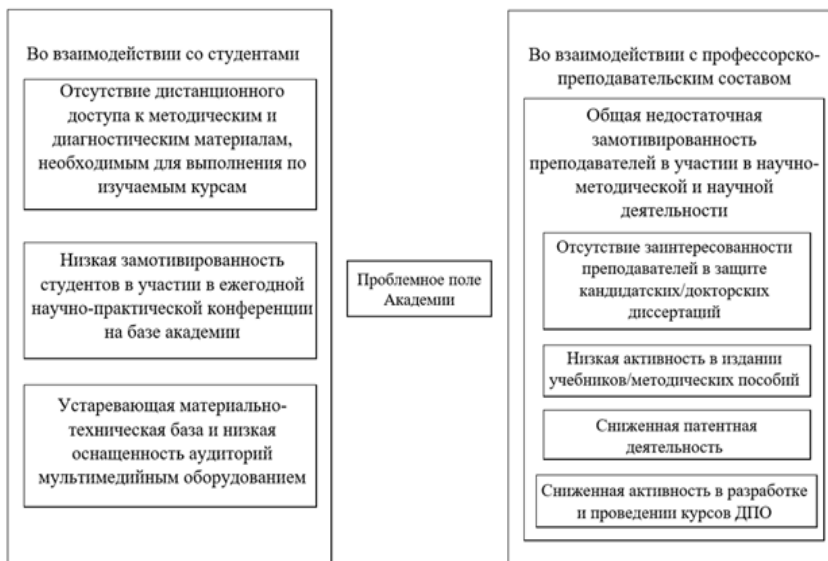 Во взаимодействии со студентами
Отсутствие дистанционного
доступа к методическим и
диагностическим материалам,
необходимым для выполнения по
изучаемым курсам
Низкая замотивированность
студентов в участии в ежегодной
научно-практической конференции
на базе академии
Устаревающая материально-
техническая база и низкая
оснащенность аудиторий
мультимедийным оборудованием
Проблемное поле
Академии
Во взаимодействии с профессорско-
преподавательским составом
Общая недостаточная
замотивированность
преподавателей в участии в научно-
методической и научной
деятельности
Отсутствие заинтересованности
преподавателей в защите
кандидатских/докторских
диссертаций
Низкая активность в издании
учебников/методических пособий
Сниженная патентная
деятельность
Сниженная активность в разработке
и проведении курсов ДПО